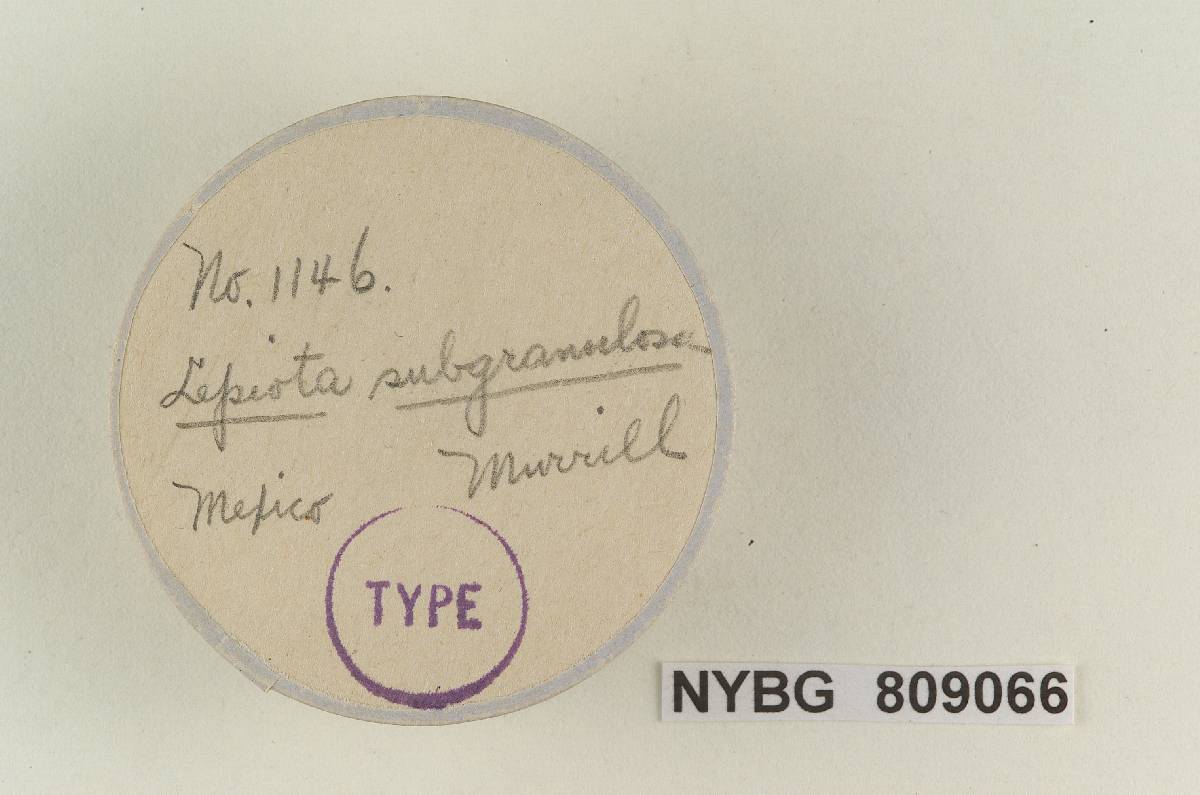 No. 1146.
Lepiota subgranulosa
Murrill
Mexico
TYPE
NYBG 809066